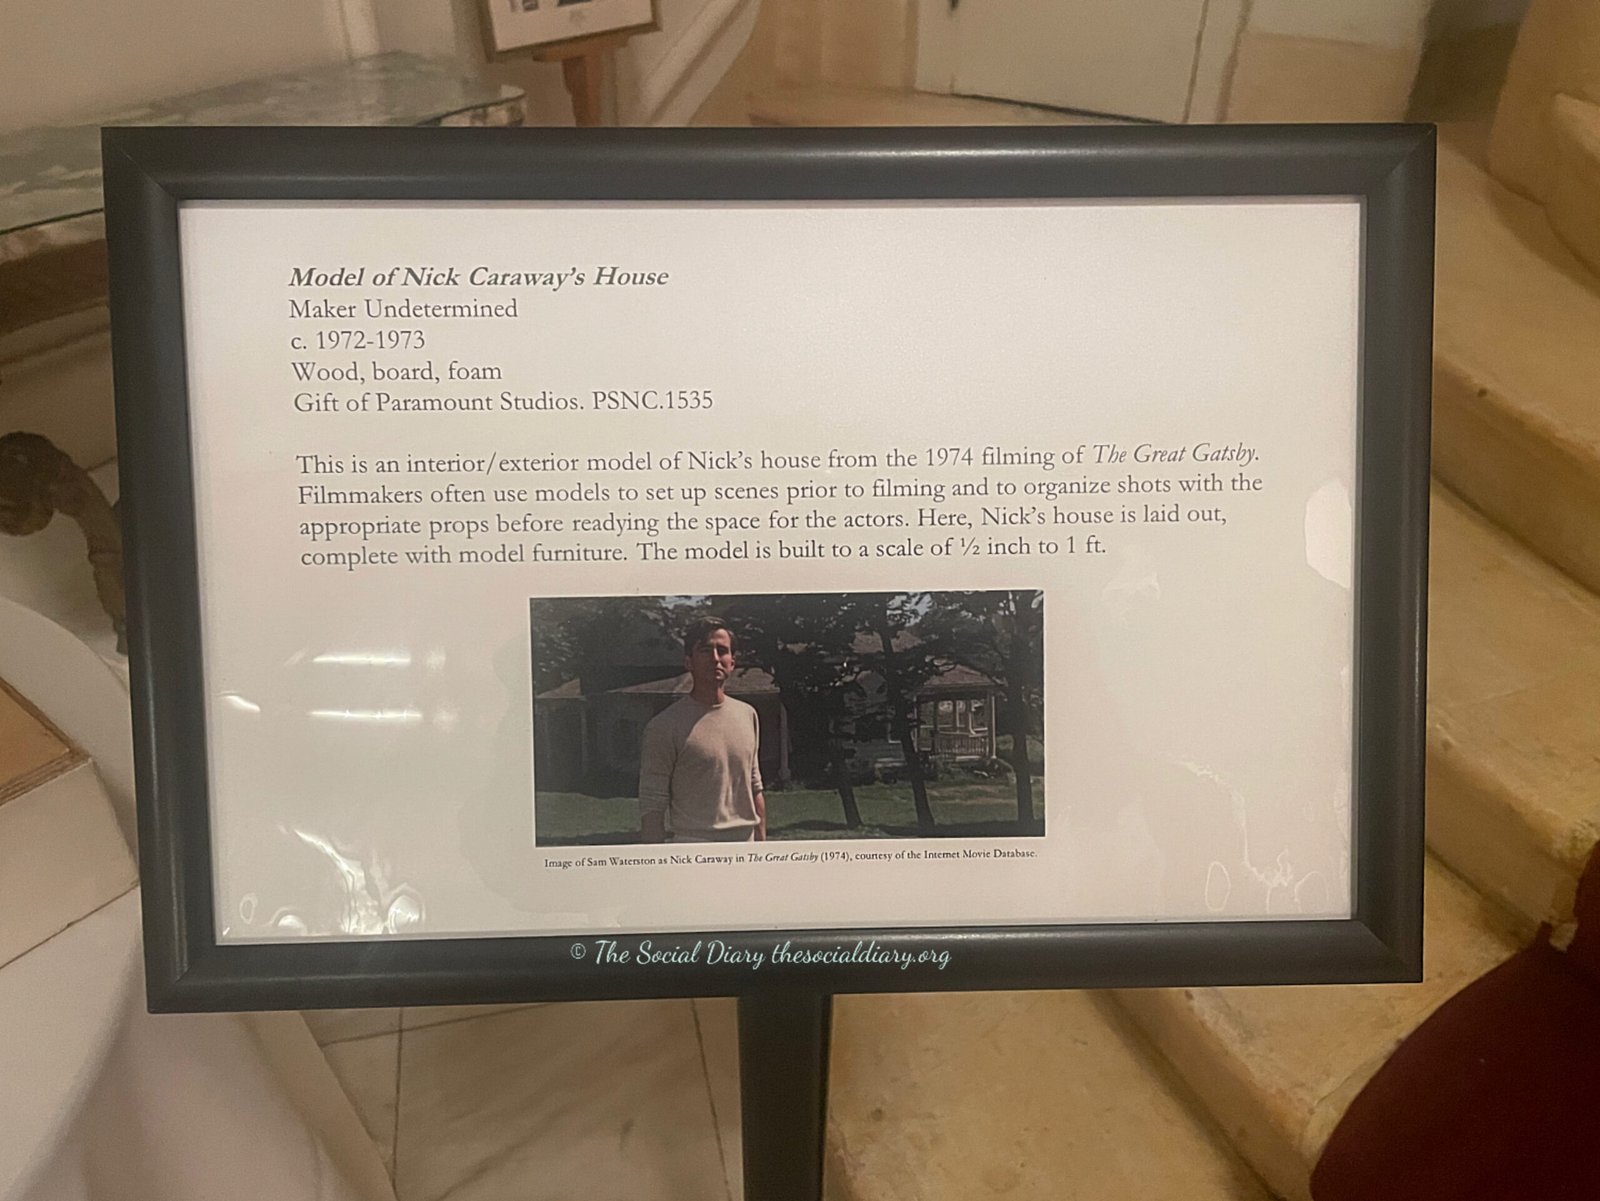 Model of Nick Caraway's House
Maker Undetermined
c. 1972-1973
Wood, board, foam
Gift of Paramount Studios. PSNC.1535
This is an interior/exterior model of Nick's house from the 1974 filming of The Great Gatsby.
Filmmakers often use models to set up scenes prior to filming and to organize shots with the
appropriate props before readying the space for the actors. Here, Nick's house is laid out,
complete with model furniture. The model is built to a scale of ½ inch to 1 ft.
Image of Sam Waterston as Nick Caraway in The Great Gatsby (1974), courtesy of the Internet Movie Database.
© The Social Diary thesocialdiary.org